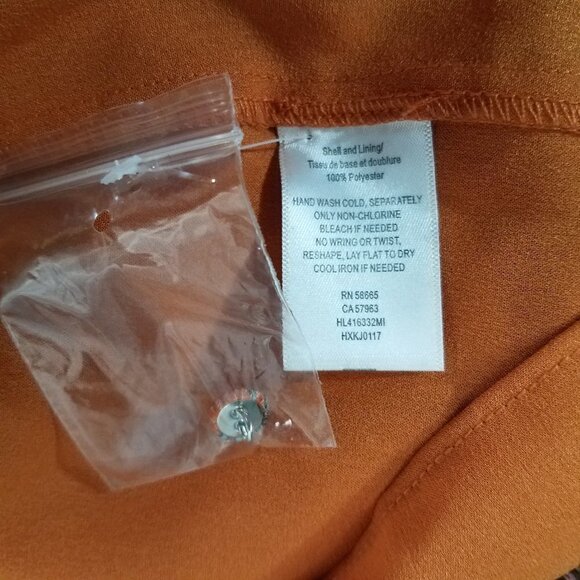 Shell and Lining/
Tissu de base et doublure
100% Polyester
HAND WASH COLD, SEPARATELY
ONLY NON-CHLORINE
BLEACH IF NEEDED
NO WRING OR TWIST,
RESHAPE, LAY FLAT TO DRY
COOL IRON IF NEEDED
RN 58665
CA 57963
HL416332MI
HXKJ0117